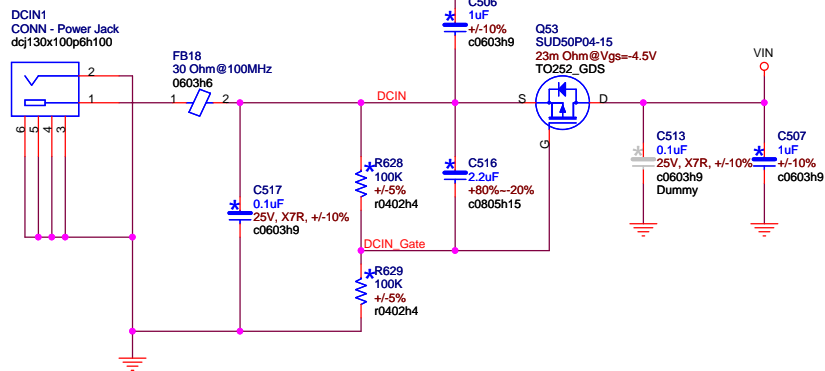 DCIN1
CONN - Power Jack
dcj130x100p6h100
2
1
6
5
4
3
FB18
30 Ohm@100MHz
0603h6
1
2
DCIN
C506
1uF
+/-10%
c0603h9
Q53
SUD50P04-15
23m Ohm@Vgs=-4.5V
TO252_GDS
S
D
G
VIN
C517
0.1uF
25V, X7R, +/-10%
c0603h9
R628
100K
+/-5%
r0402h4
C516
2.2uF
+80%~-20%
c0805h15
C513
0.1uF
25V, X7R, +/-10%
c0603h9
Dummy
C507
1uF
+/-10%
c0603h9
DCIN_Gate
R629
100K
+/-5%
r0402h4